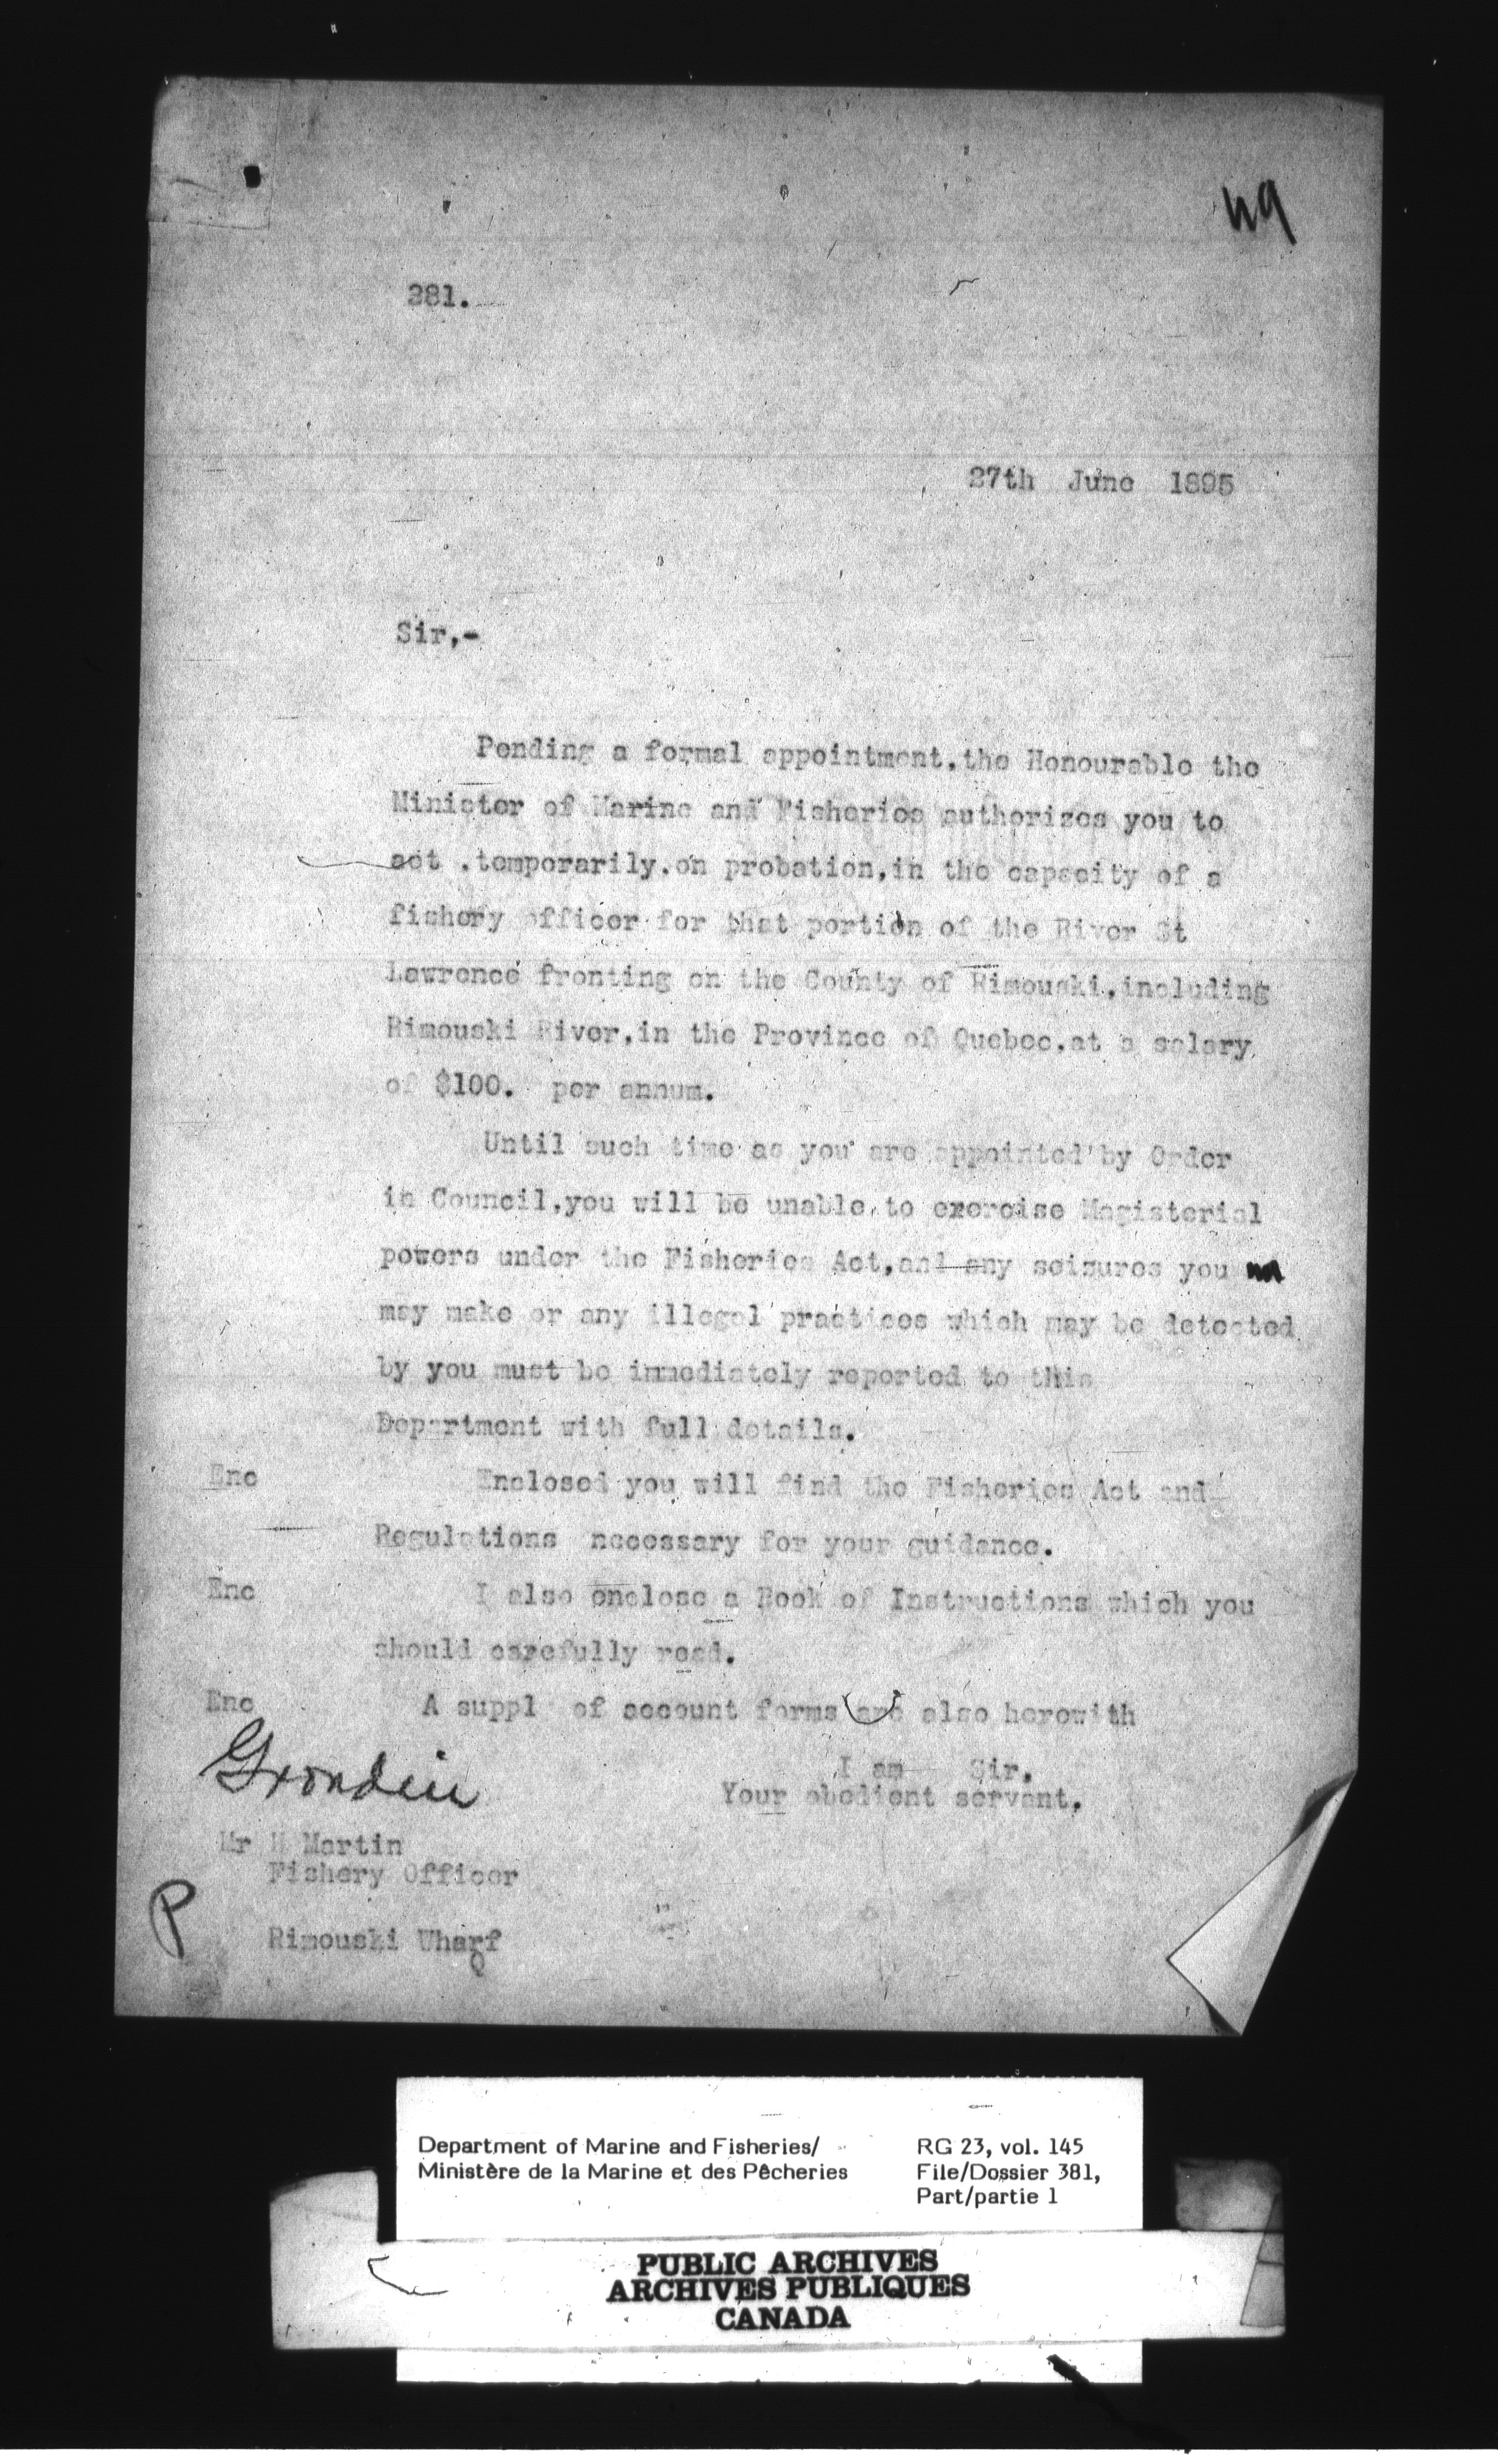 49
381.
27th June 1895
Sir,-
Pending a formal appointment,the Honourable the
Minister of Marine and Fisheries authorizes you to
act ,temporarily,on probation,in the capacity of a
fishery officer for that portion of the River St
Lawrence fronting on the County of Rimouski,including
Rimouski River,in the Province of Quebec,at a salary
of $100. per annum.
Until such time as you are appointed by Order
in Council,you will be unable to exercise Magisterial
powers under the Fisheries Act,and any seizures you
may make or any illegal practices which may be detected
by you must be immediately reported to this
Department with full details.
Enc Enclosed you will find the Fisheries Act and
Regulations necessary for your guidance.
Enc I also enclose a Book of Instructions which you
should carefully read.
Enc A suppl of account forms are also herewith
I am Sir,
Your obedient servant,
Grondin
Mr H Martin
Fishery Officer
P
Rimouski Wharf
Q
Department of Marine and Fisheries/
Ministère de la Marine et des Pêcheries
RG 23, vol. 145
File/Dossier 381,
Part/partie 1
PUBLIC ARCHIVES
ARCHIVES PUBLIQUES
CANADA